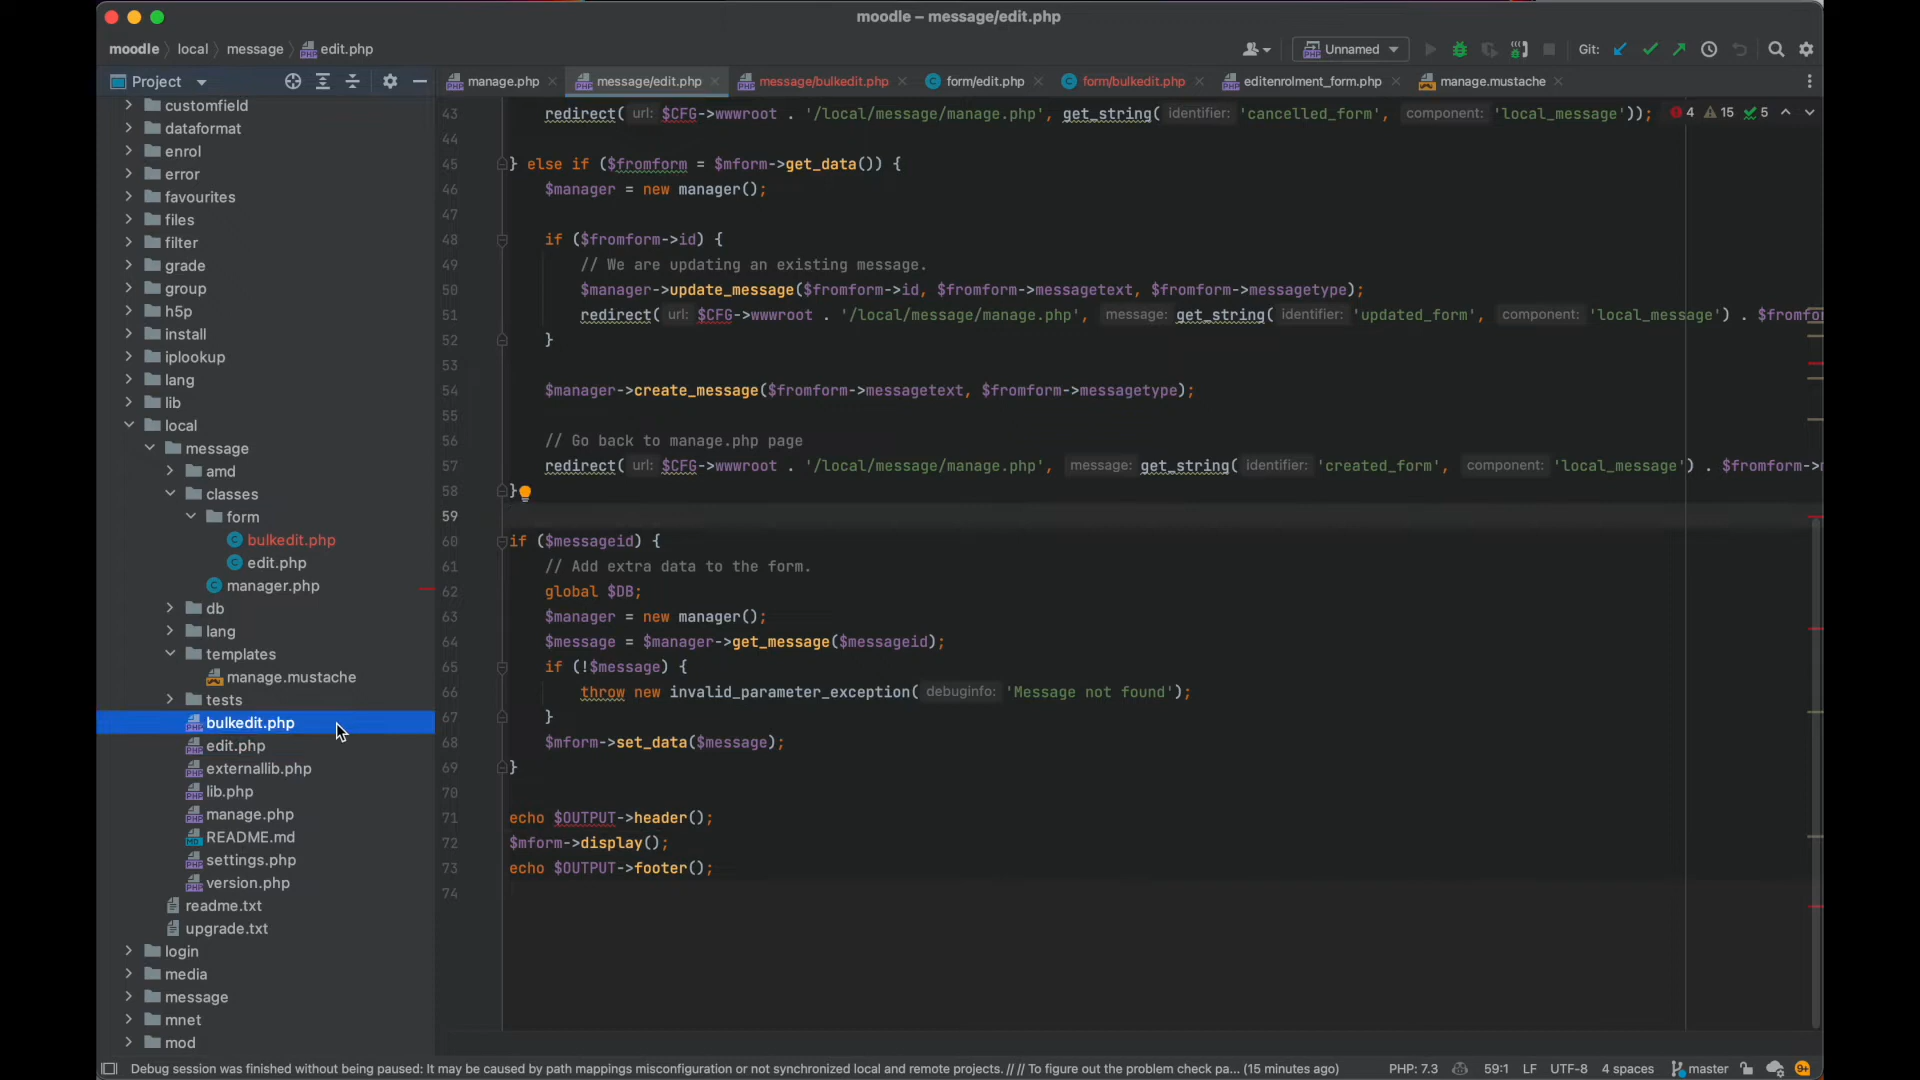 moodle – message/edit.php
moodle message edit.php
Unnamed
Git:
Project
manage.php
message/edit.php
message/bulkedit.php
form/edit.php
form/bulkedit.php
editenrolment_form.php
manage.mustache
customfield
dataformat
enrol
error
favourites
files
filter
grade
group
h5p
install
iplookup
lang
lib
local
message
amd
classes
form
bulkedit.php
edit.php
manager.php
db
lang
templates
manage.mustache
tests
bulkedit.php
edit.php
externallib.php
lib.php
manage.php
README.md
settings.php
version.php
readme.txt
upgrade.txt
login
media
message
mnet
mod
43 redirect( url: $CFG->wwwroot . '/local/message/manage.php', get_string( identifier: 'cancelled_form', component: 'local_message'));
4 15 5
44
45 } else if ($fromform = $mform->get_data()) {
46 $manager = new manager();
47
48 if ($fromform->id) {
49 // We are updating an existing message.
50 $manager->update_message($fromform->id, $fromform->messagetext, $fromform->messagetype);
51 redirect( url: $CFG->wwwroot . '/local/message/manage.php', message: get_string( identifier: 'updated_form', component: 'local_message') . $fromfor
52 }
53
54 $manager->create_message($fromform->messagetext, $fromform->messagetype);
55
56 // Go back to manage.php page
57 redirect( url: $CFG->wwwroot . '/local/message/manage.php', message: get_string( identifier: 'created_form', component: 'local_message') . $fromform->
58 }
59
60 if ($messageid) {
61 // Add extra data to the form.
62 global $DB;
63 $manager = new manager();
64 $message = $manager->get_message($messageid);
65 if (!$message) {
66 throw new invalid_parameter_exception( debuginfo: 'Message not found');
67 }
68 $mform->set_data($message);
69 }
70
71 echo $OUTPUT->header();
72 $mform->display();
73 echo $OUTPUT->footer();
74
Debug session was finished without being paused: It may be caused by path mappings misconfiguration or not synchronized local and remote projects. // // To figure out the problem check pa... (15 minutes ago)
PHP: 7.3 59:1 LF UTF-8 4 spaces master 9+